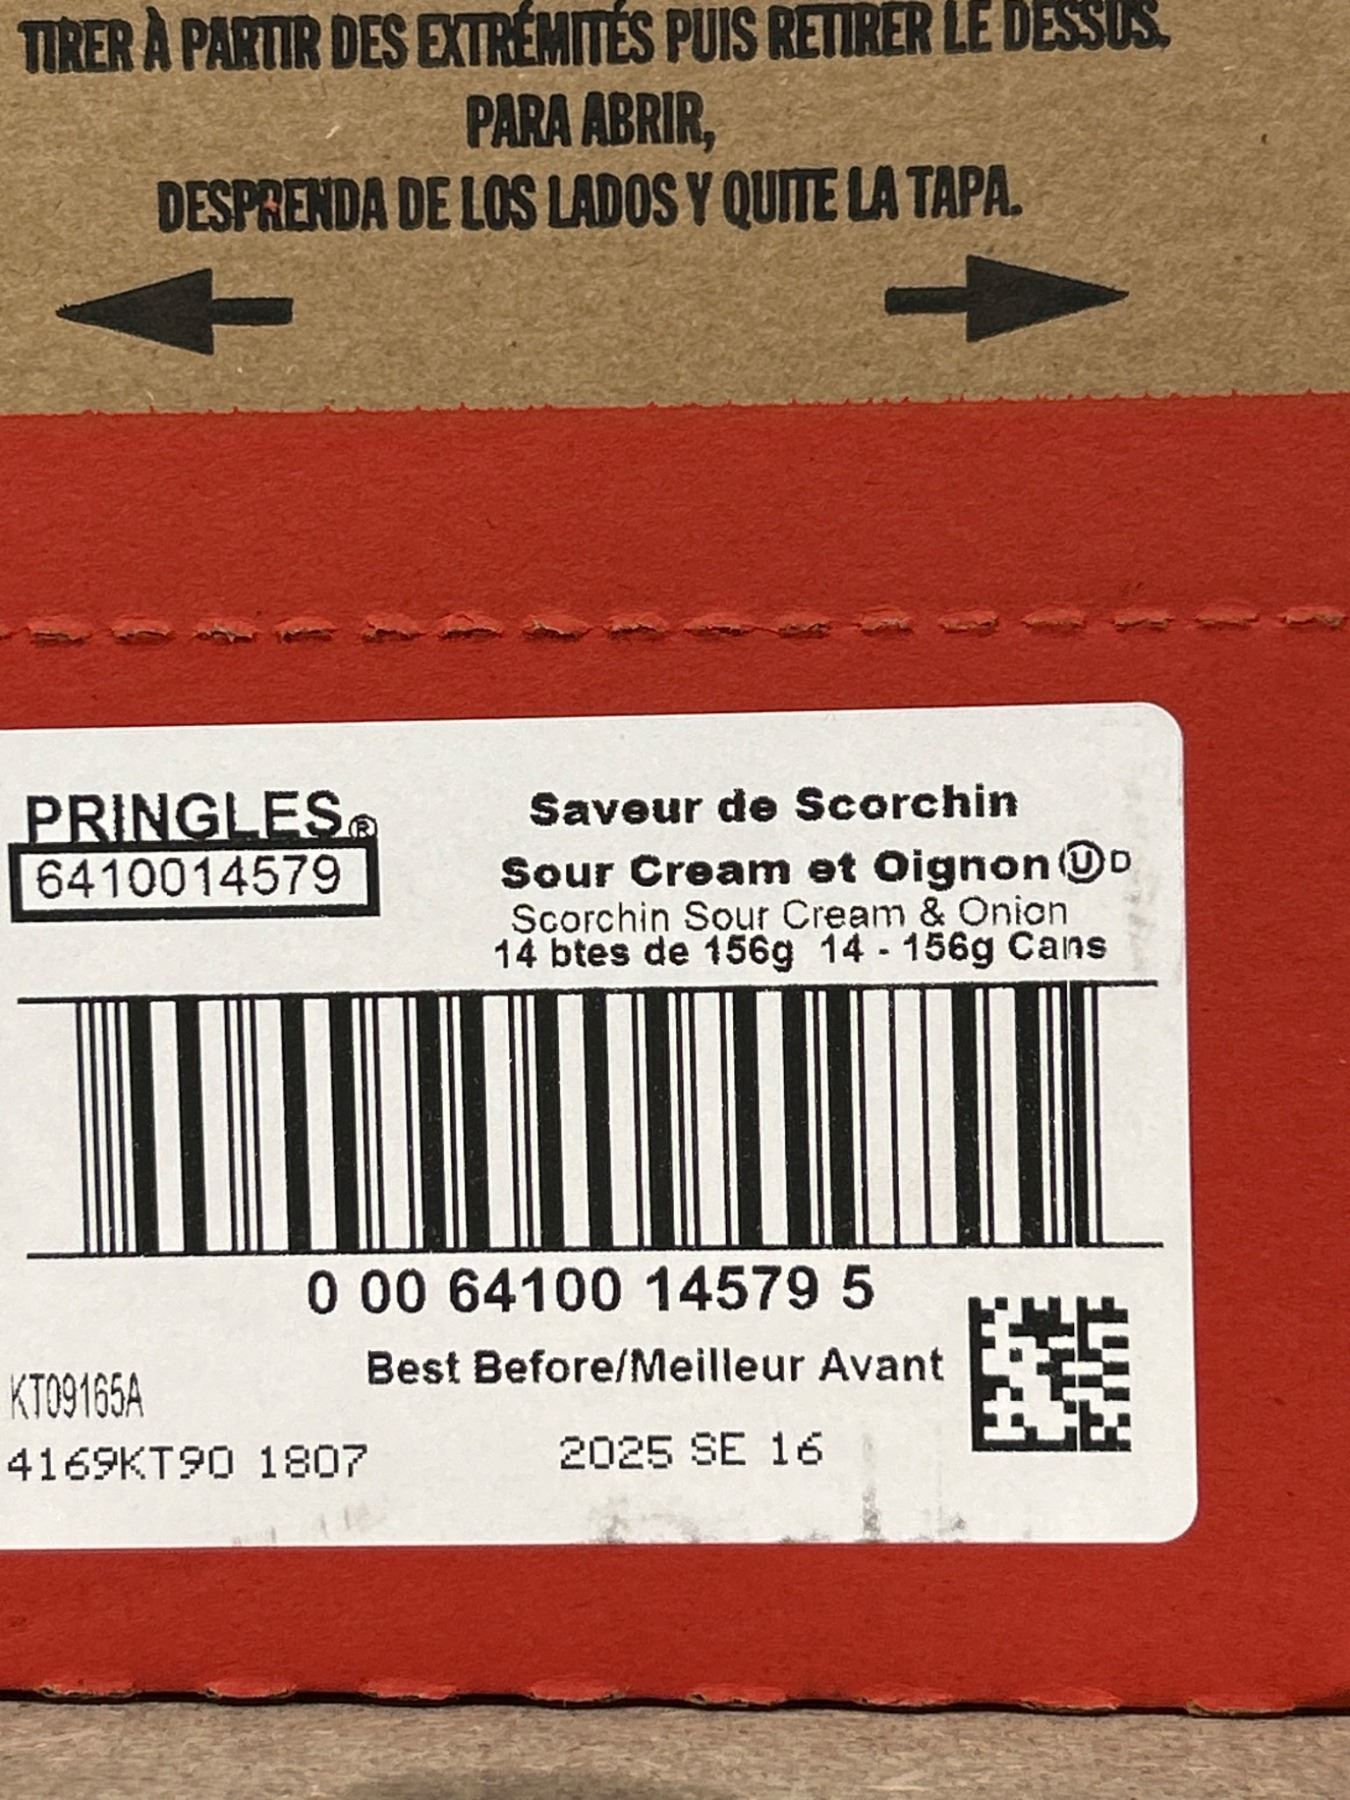 TIRER À PARTIR DES EXTRÉMITÉS PUIS RETIRER LE DESSUS.
PARA ABRIR,
DESPRENDA DE LOS LADOS Y QUITE LA TAPA.
PRINGLES®
6410014579
Saveur de Scorchin
Sour Cream et Oignon Ⓤ D
Scorchin Sour Cream & Onion
14 btes de 156g 14 - 156g Cans
0 00 64100 14579 5
Best Before/Meilleur Avant
KT09165A
4169KT90 1807
2025 SE 16